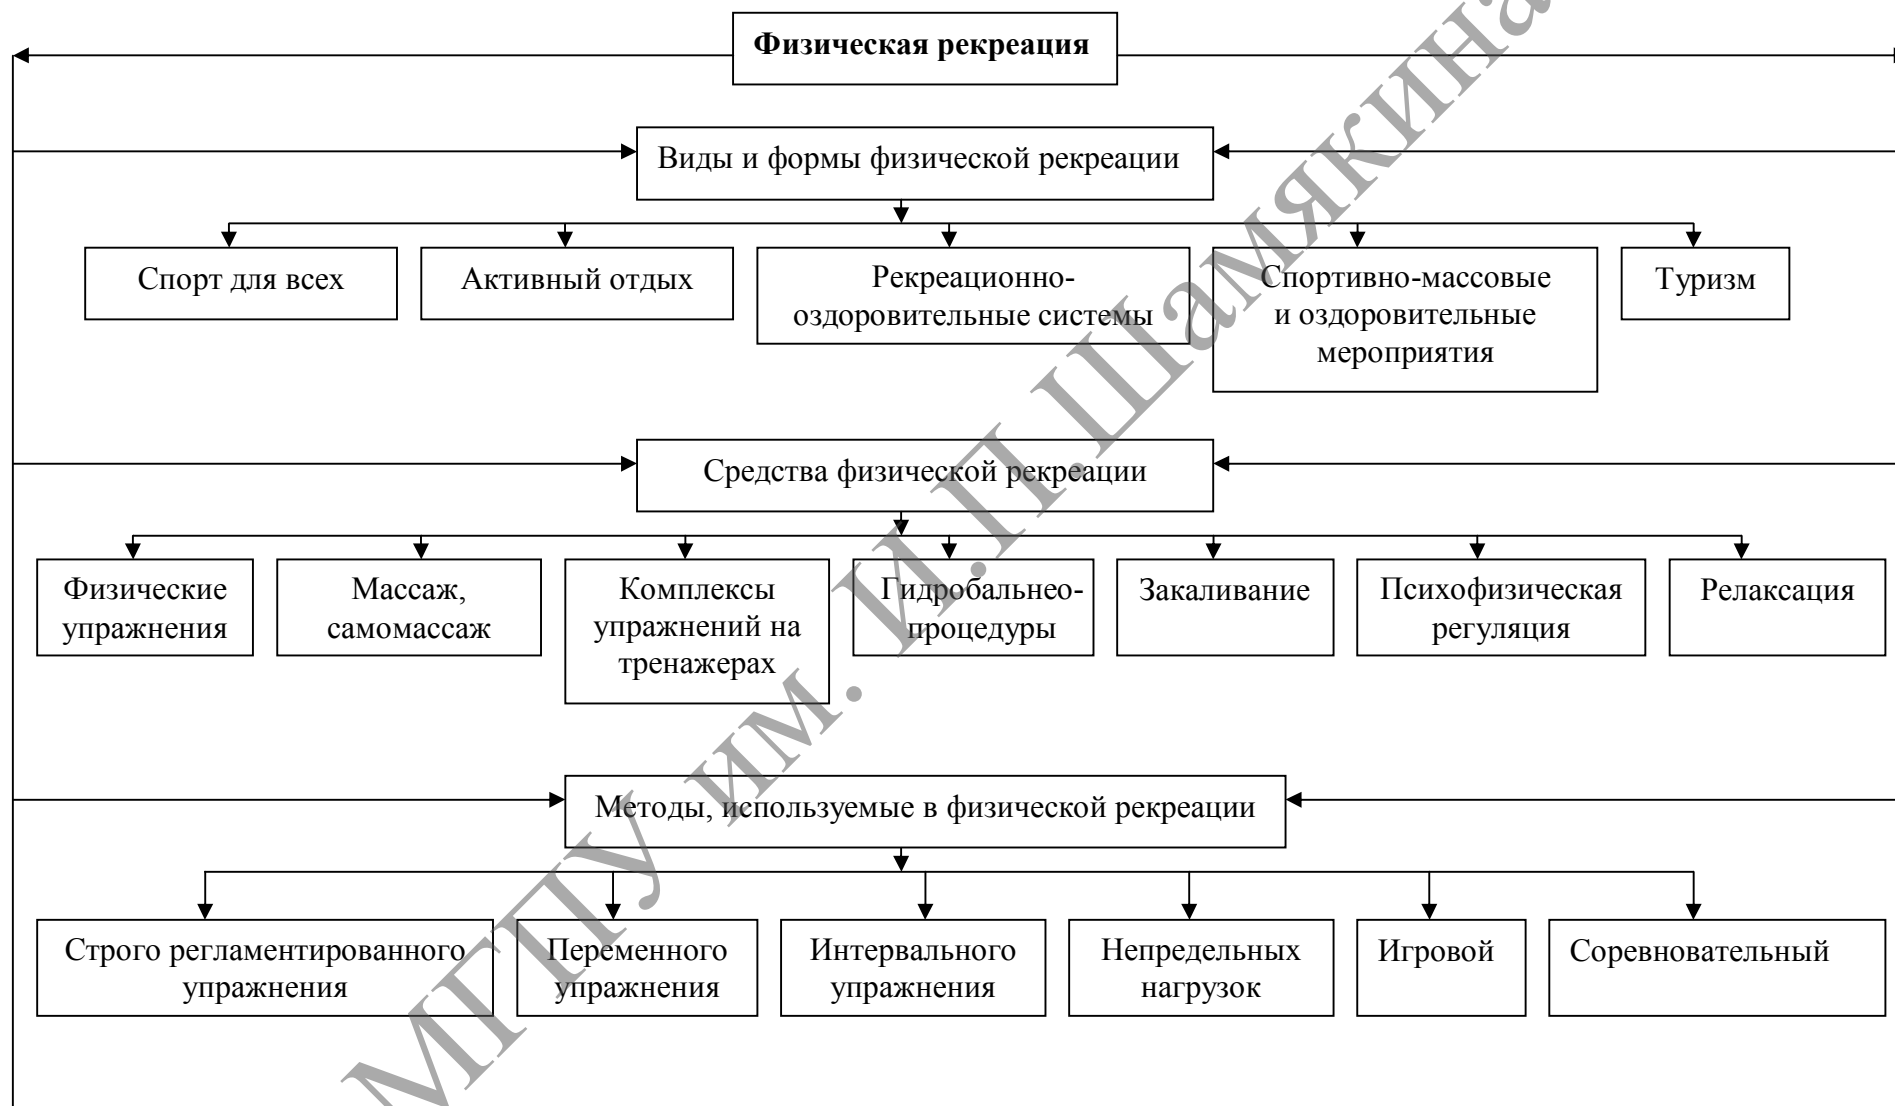 Физическая рекреация
Виды и формы физической рекреации
Спорт для всех
Активный отдых
Рекреационно-
оздоровительные системы
Спортивно-массовые
и оздоровительные
мероприятия
Туризм
Средства физической рекреации
Физические
упражнения
Массаж,
самомассаж
Комплексы
упражнений на
тренажерах
Гидробальнео-
процедуры
Закаливание
Психофизическая
регуляция
Релаксация
Методы, используемые в физической рекреации
Строго регламентированного
упражнения
Переменного
упражнения
Интервального
упражнения
Непредельных
нагрузок
Игровой
Соревновательный
МГПУ им. И.П.Шамякина